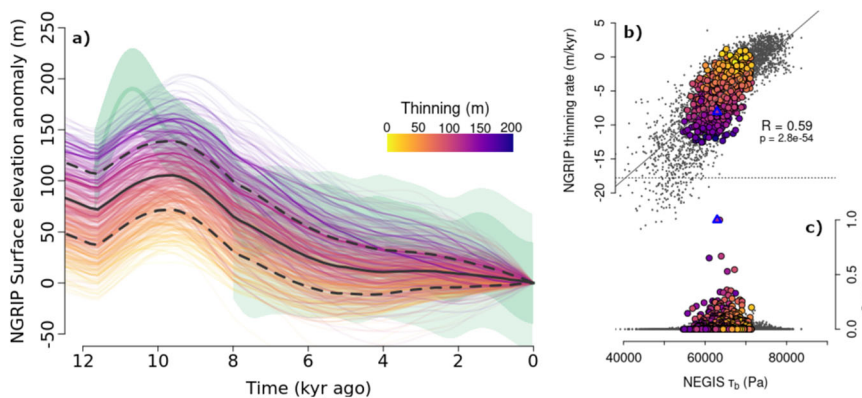 a)
NGRIP Surface elevation anomaly (m)
250
200
150
100
50
0
-50
Thinning (m)
0 50 100 150 200
12 10 8 6 4 2 0
Time (kyr ago)
b)
NGRIP thinning rate (m/kyr)
5
0
-5
-10
-15
20
R = 0.59
p = 2.8e-54
c)
1.0
0.5
0.0
40000 60000 80000
NEGIS τb (Pa)